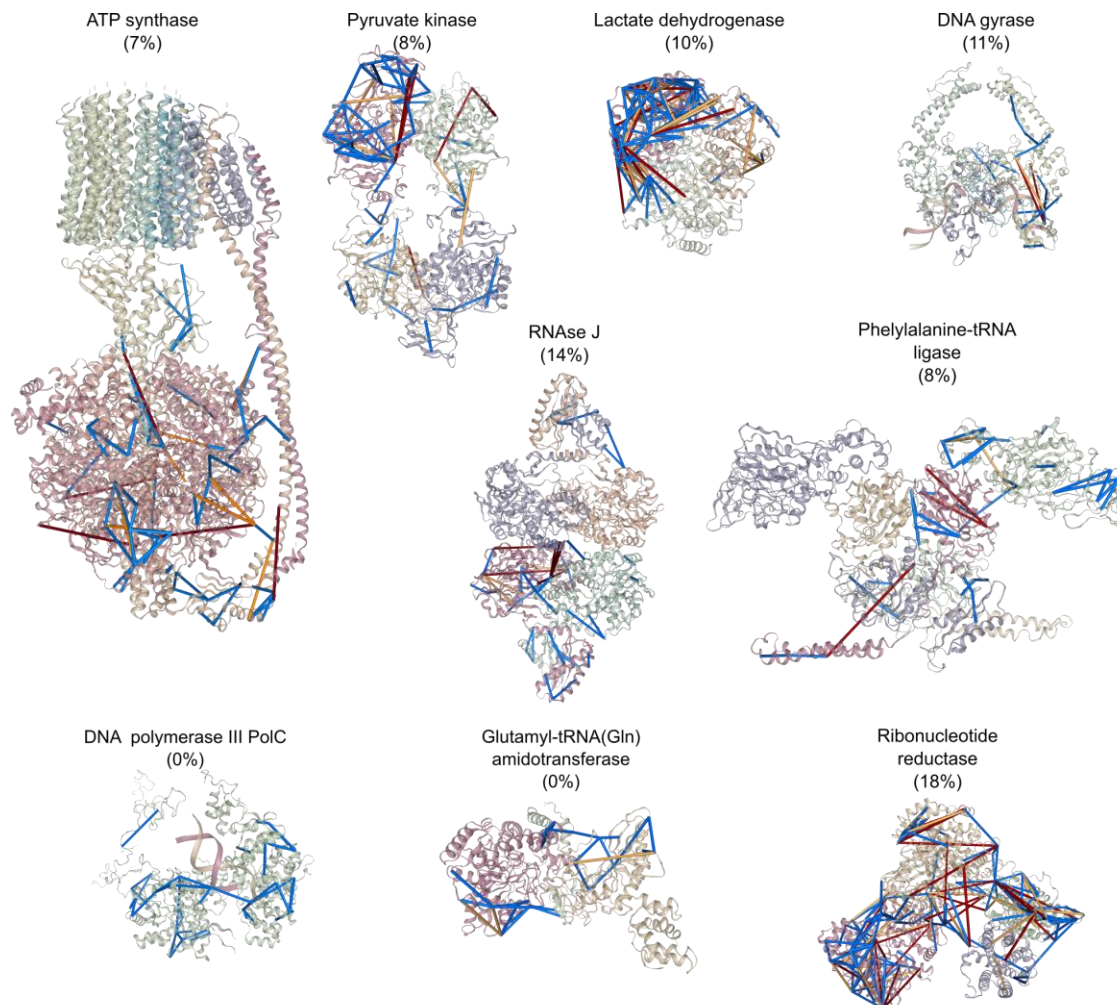 ATP synthase
(7%)
Pyruvate kinase
(8%)
Lactate dehydrogenase
(10%)
DNA gyrase
(11%)
RNAse J
(14%)
Phelylalanine-tRNA
ligase
(8%)
DNA polymerase III PolC
(0%)
Glutamyl-tRNA(Gln)
amidotransferase
(0%)
Ribonucleotide
reductase
(18%)